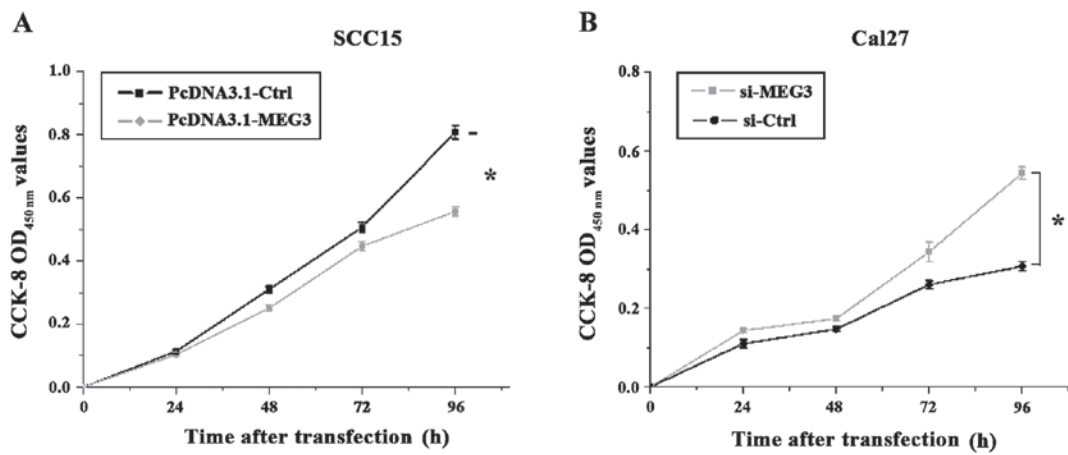 A
SCC15
PcDNA3.1-Ctrl
PcDNA3.1-MEG3
CCK-8 OD450 nm values
1.0
0.8
0.6
0.4
0.2
0.0
*
0 24 48 72 96
Time after transfection (h)
B
Cal27
si-MEG3
si-Ctrl
CCK-8 OD450 nm values
0.8
0.6
0.4
0.2
0.0
*
0 24 48 72 96
Time after transfection (h)